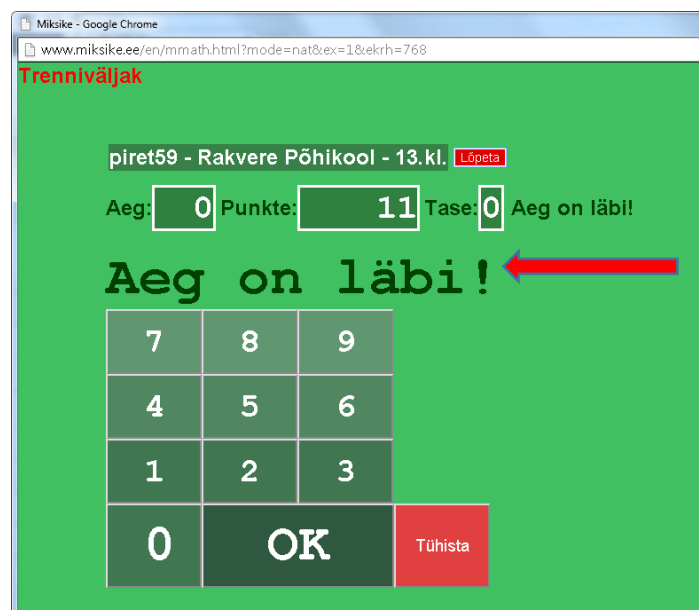 Miksike - Google Chrome
www.miksike.ee/en/mmath.html?mode=nat&ex=1&ekrh=768
Trenniväljak
piret59 - Rakvere Põhikool - 13.kl. Lõpeta
Aeg: 0 Punkte: 11 Tase: 0 Aeg on läbi!
Aeg on läbi!
7 8 9
4 5 6
1 2 3
0 OK Tühista